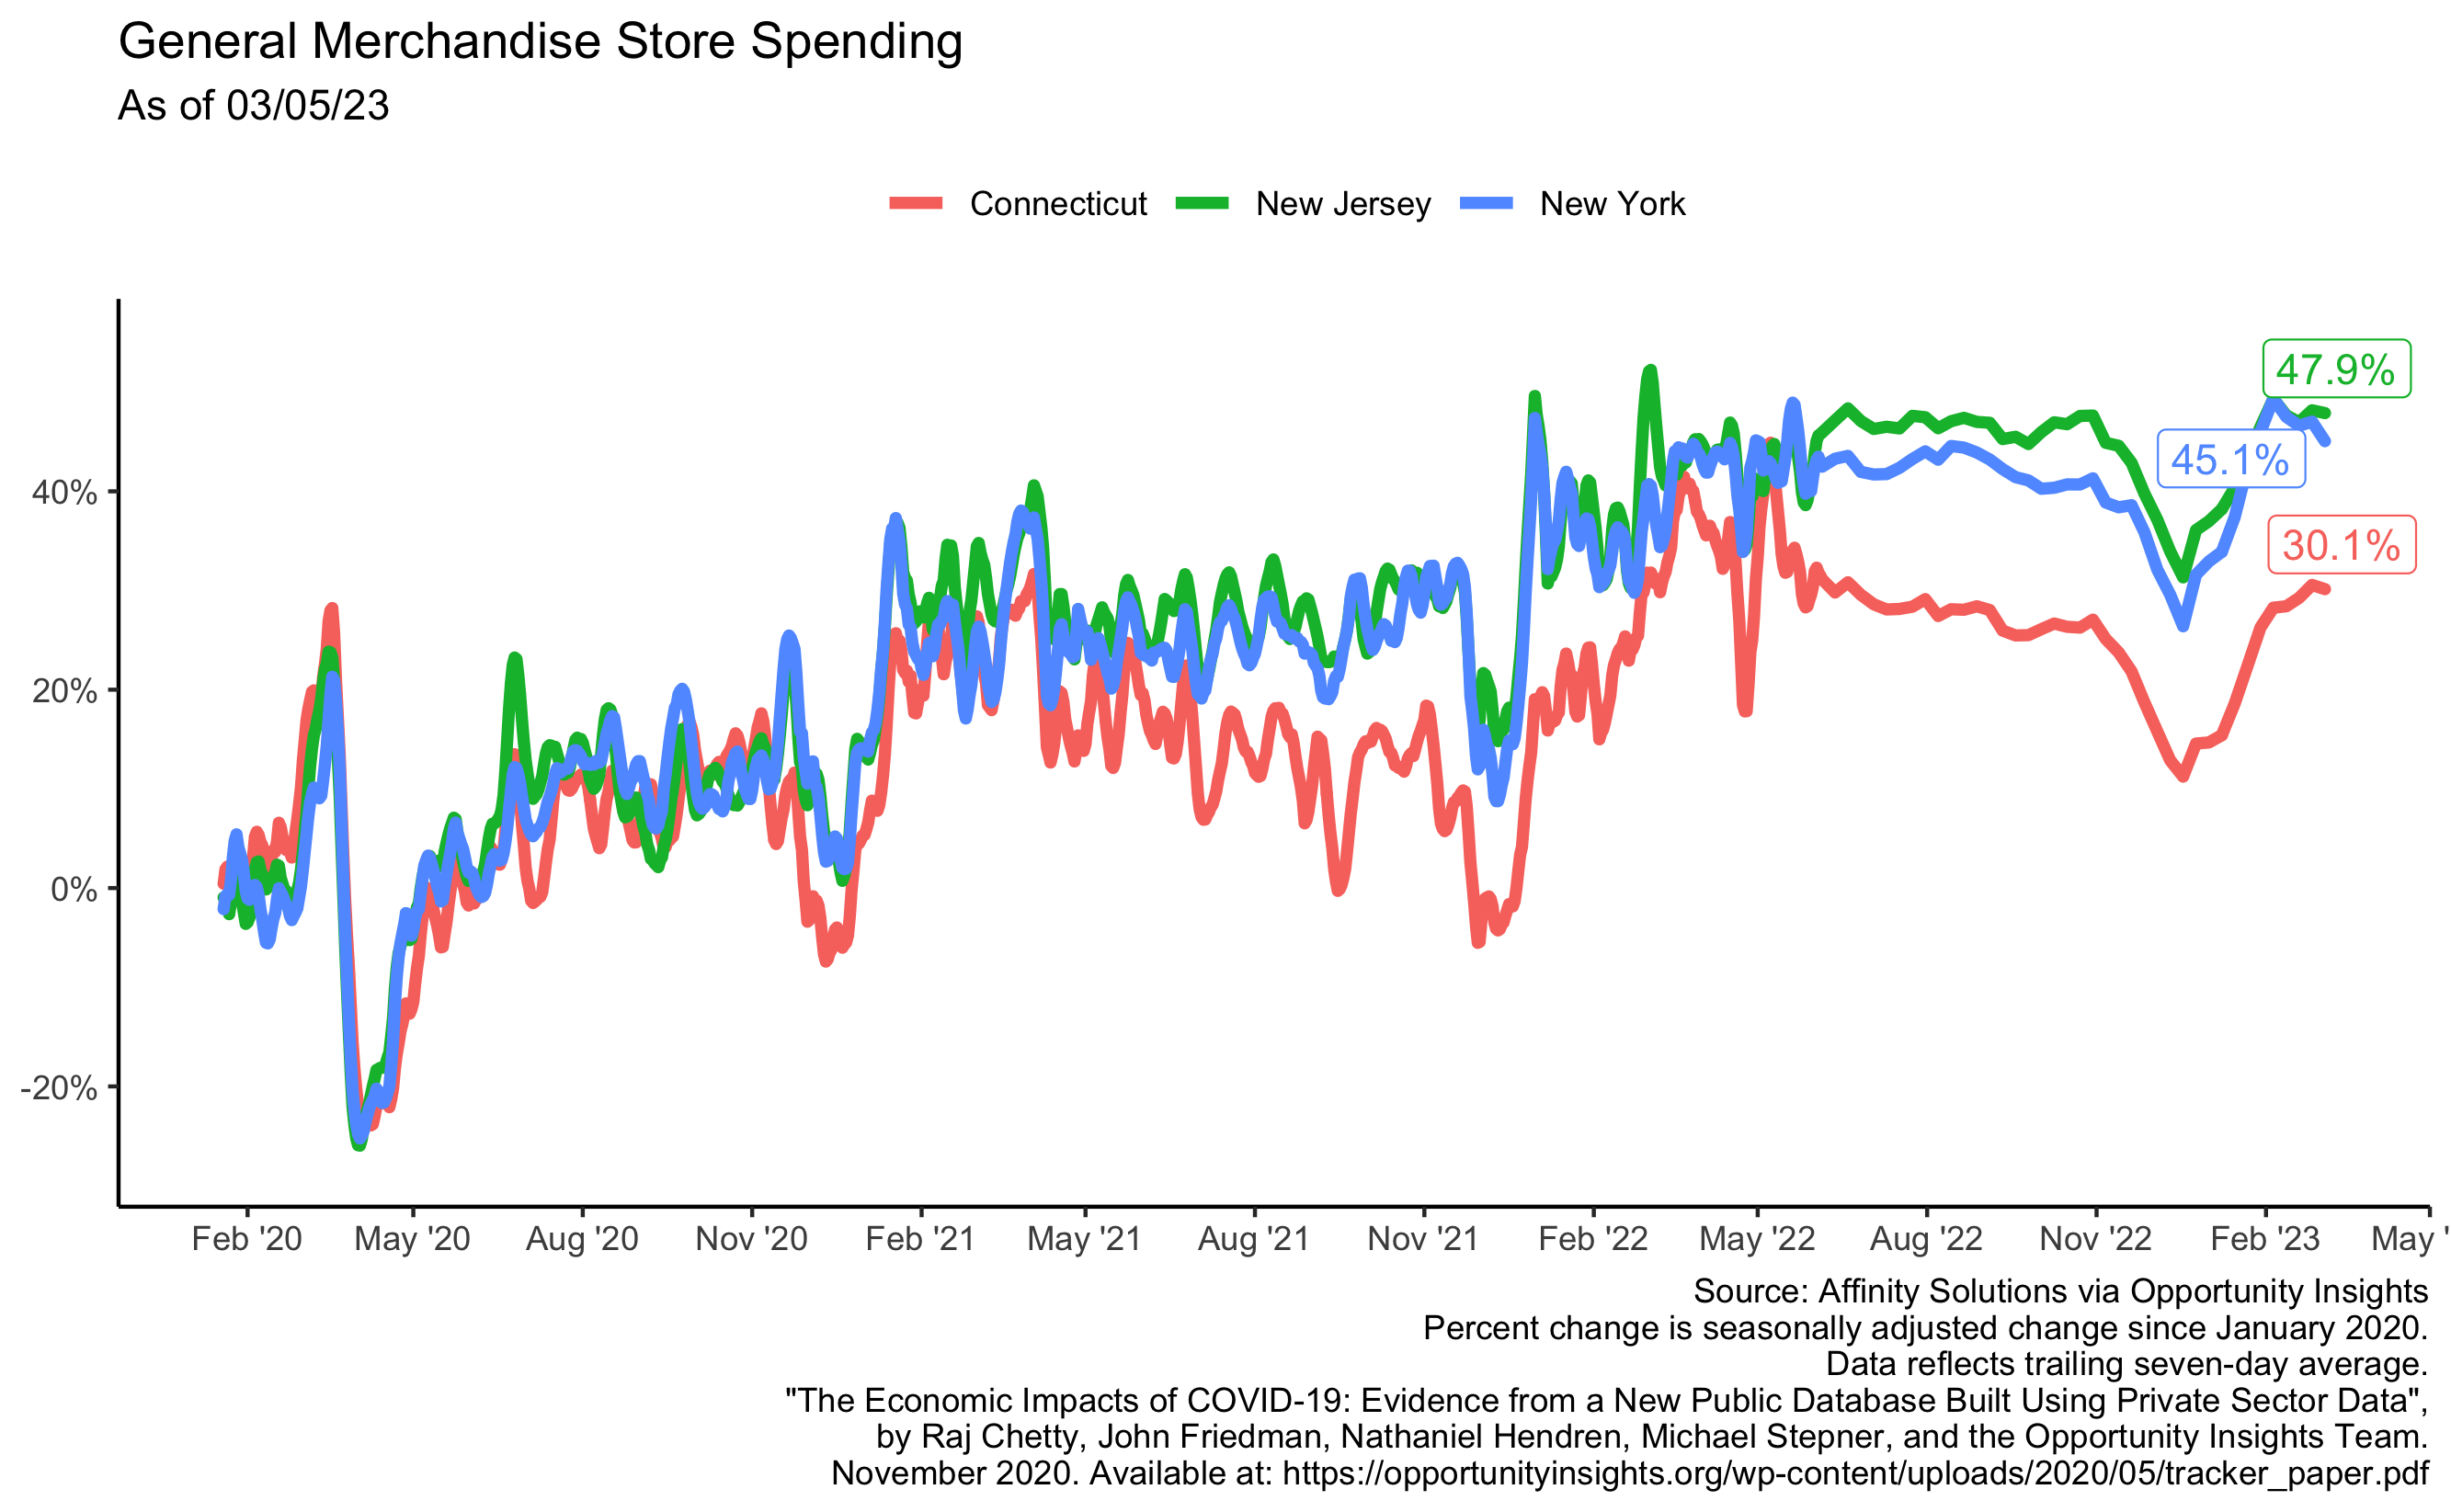 General Merchandise Store Spending
As of 03/05/23
Connecticut New Jersey New York
47.9%
45.1%
30.1%
40%
20%
0%
-20%
Feb '20 May '20 Aug '20 Nov '20 Feb '21 May '21 Aug '21 Nov '21 Feb '22 May '22 Aug '22 Nov '22 Feb '23 May '
Source: Affinity Solutions via Opportunity Insights
Percent change is seasonally adjusted change since January 2020.
Data reflects trailing seven-day average.
"The Economic Impacts of COVID-19: Evidence from a New Public Database Built Using Private Sector Data",
by Raj Chetty, John Friedman, Nathaniel Hendren, Michael Stepner, and the Opportunity Insights Team.
November 2020. Available at: https://opportunityinsights.org/wp-content/uploads/2020/05/tracker_paper.pdf